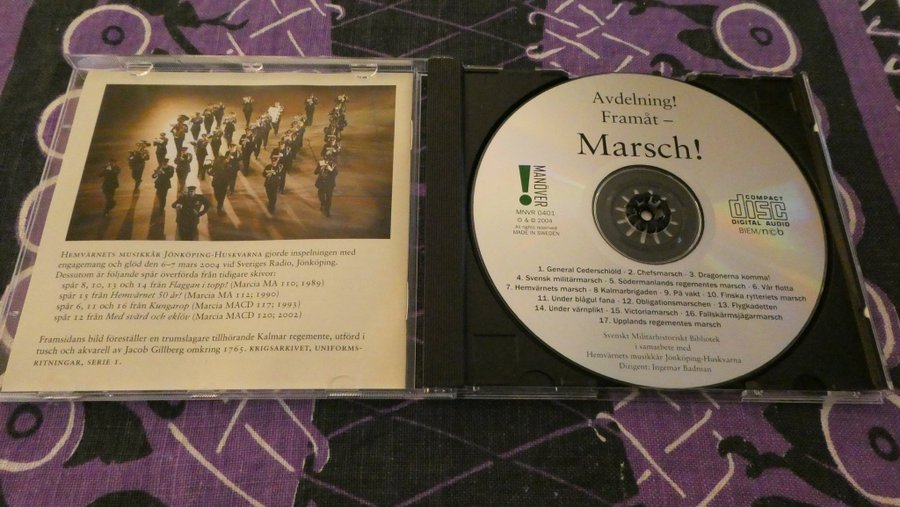 HEMVÄRNETS MUSIKKÅR JÖNKÖPING-HUSKVARNA gjorde inspelningen med
engagemang och glöd den 6–7 mars 2004 vid Sveriges Radio, Jönköping.
Dessutom är följande spår överförda från tidigare skivor:
spår 8, 10, 13 och 14 från Flaggan i topp! (Marcia MA 110; 1989)
spår 15 från Hemvärnet 50 år! (Marcia MA 112; 1990)
spår 6, 11 och 16 från Kungarop (Marcia MACD 117; 1993)
spår 12 från Med svärd och eklöv (Marcia MACD 120; 2002)
Framsidans bild föreställer en trumslagare tillhörande Kalmar regemente, utförd i
tusch och akvarell av Jacob Gillberg omkring 1765. KRIGSARKIVET, UNIFORMS-
RITNINGAR, SERIE 1.
Avdelning!
Framåt –
Marsch!
MANÖVER
MNVR 0401
℗ & © 2004
All rights reserved
MADE IN SWEDEN
COMPACT
disc
DIGITAL AUDIO
BIEM/ncb
1. General Cederschiöld · 2. Chefsmarsch · 3. Dragonerna komma!
4. Svensk militärmarsch · 5. Södermanlands regementes marsch · 6. Vår flotta
7. Hemvärnets marsch · 8 Kalmarbrigaden · 9. På vakt · 10. Finska rytteriets marsch
11. Under blågul fana · 12. Obligationsmarschen · 13. Flygkadetten
14. Under värnplikt · 15. Victoriamarsch · 16. Fallskärmsjägarmarsch
17. Upplands regementes marsch
Svenskt Militärhistoriskt Bibliotek
i samarbete med
Hemvärnets musikkår Jönköping-Huskvarna
Dirigent: Ingemar Badman